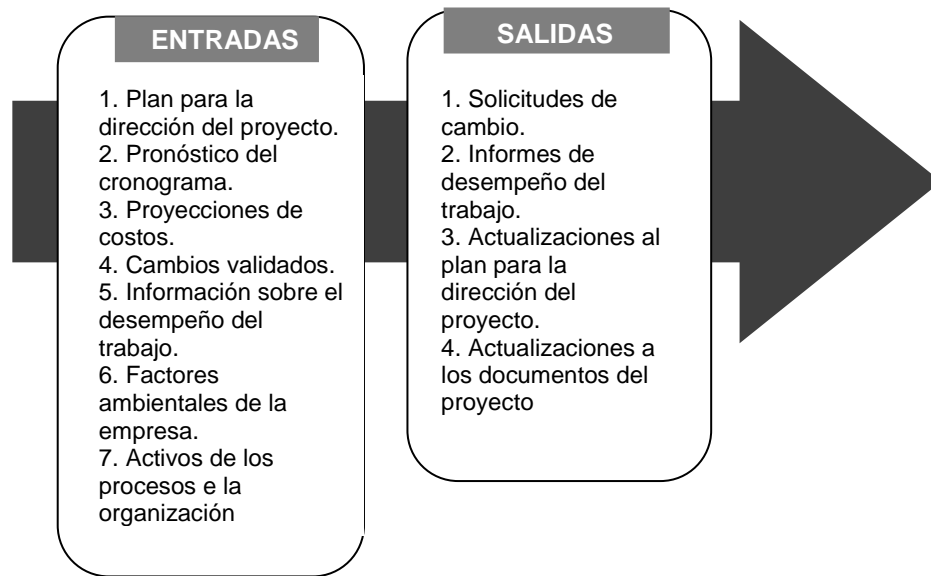 ENTRADAS
1. Plan para la
dirección del proyecto.
2. Pronóstico del
cronograma.
3. Proyecciones de
costos.
4. Cambios validados.
5. Información sobre el
desempeño del
trabajo.
6. Factores
ambientales de la
empresa.
7. Activos de los
procesos e la
organización
SALIDAS
1. Solicitudes de
cambio.
2. Informes de
desempeño del
trabajo.
3. Actualizaciones al
plan para la
dirección del
proyecto.
4. Actualizaciones a
los documentos del
proyecto